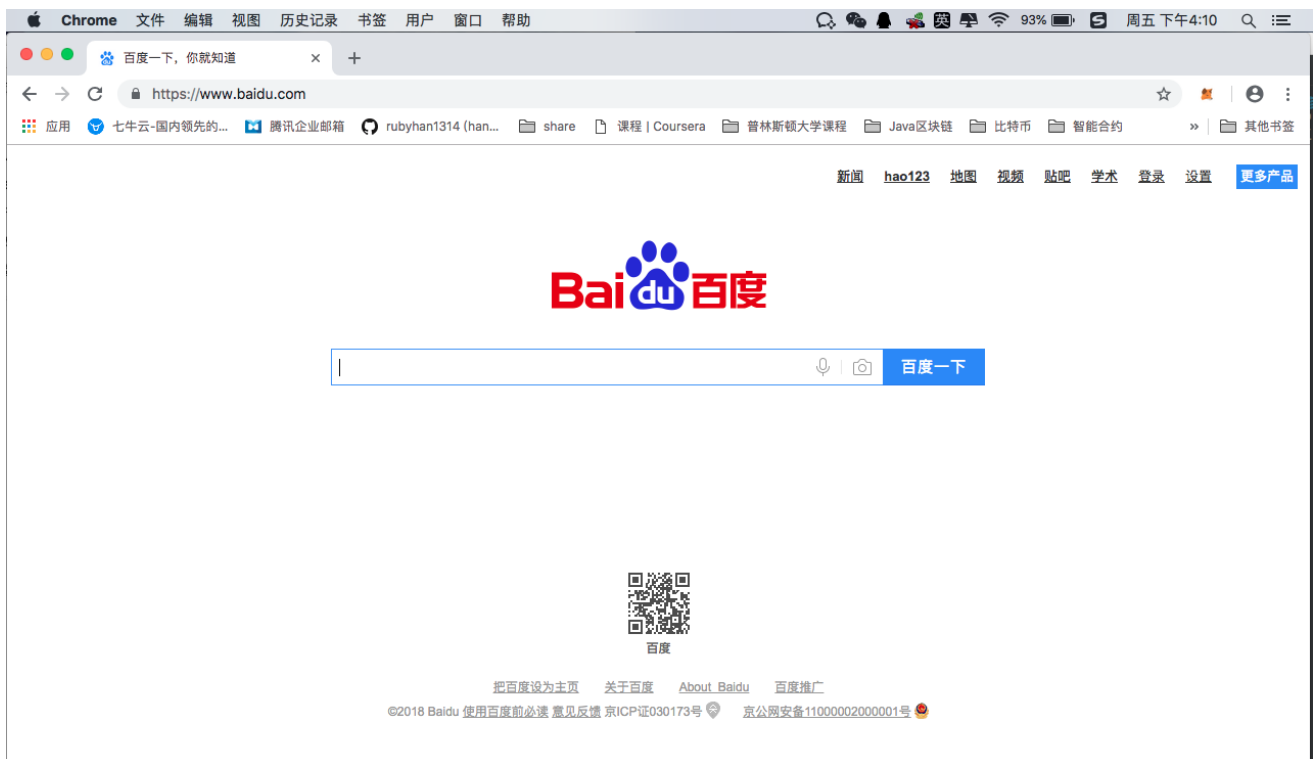 Chrome 文件 编辑 视图 历史记录 书签 用户 窗口 帮助 英 93% 周五下午4:10
百度一下，你就知道
https://www.baidu.com
应用 七牛云-国内领先的... 腾讯企业邮箱 rubyhan1314 (han... share 课程 | Coursera 普林斯顿大学课程 Java区块链 比特币 智能合约 » 其他书签
新闻 hao123 地图 视频 贴吧 学术 登录 设置 更多产品
Bai du 百度
百度一下
百度
把百度设为主页 关于百度 About Baidu 百度推广
©2018 Baidu 使用百度前必读 意见反馈 京ICP证030173号 京公网安备11000002000001号